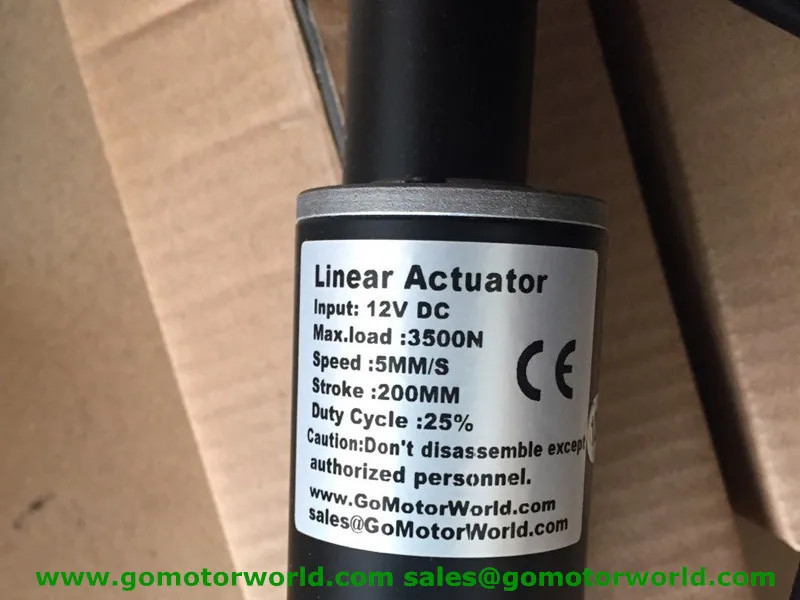 Linear Actuator
Input: 12V DC
Max.load :3500N
Speed :5MM/S
Stroke :200MM
Duty Cycle :25%
Caution:Don't disassemble except
authorized personnel.
www.GoMotorWorld.com
sales@GoMotorWorld.com
CE
www.gomotorworld.com sales@gomotorworld.com